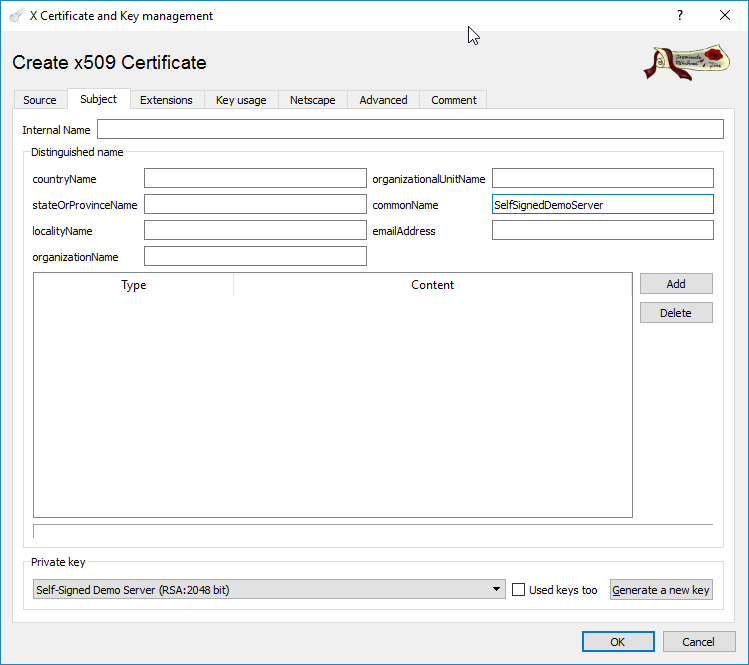 X Certificate and Key management
?
Create x509 Certificate
Source Subject Extensions Key usage Netscape Advanced Comment
Internal Name
Distinguished name
countryName organizationalUnitName
stateOrProvinceName commonName SelfSignedDemoServer
localityName emailAddress
organizationName
Type Content Add
Delete
Private key
Self-Signed Demo Server (RSA:2048 bit) Used keys too Generate a new key
OK Cancel